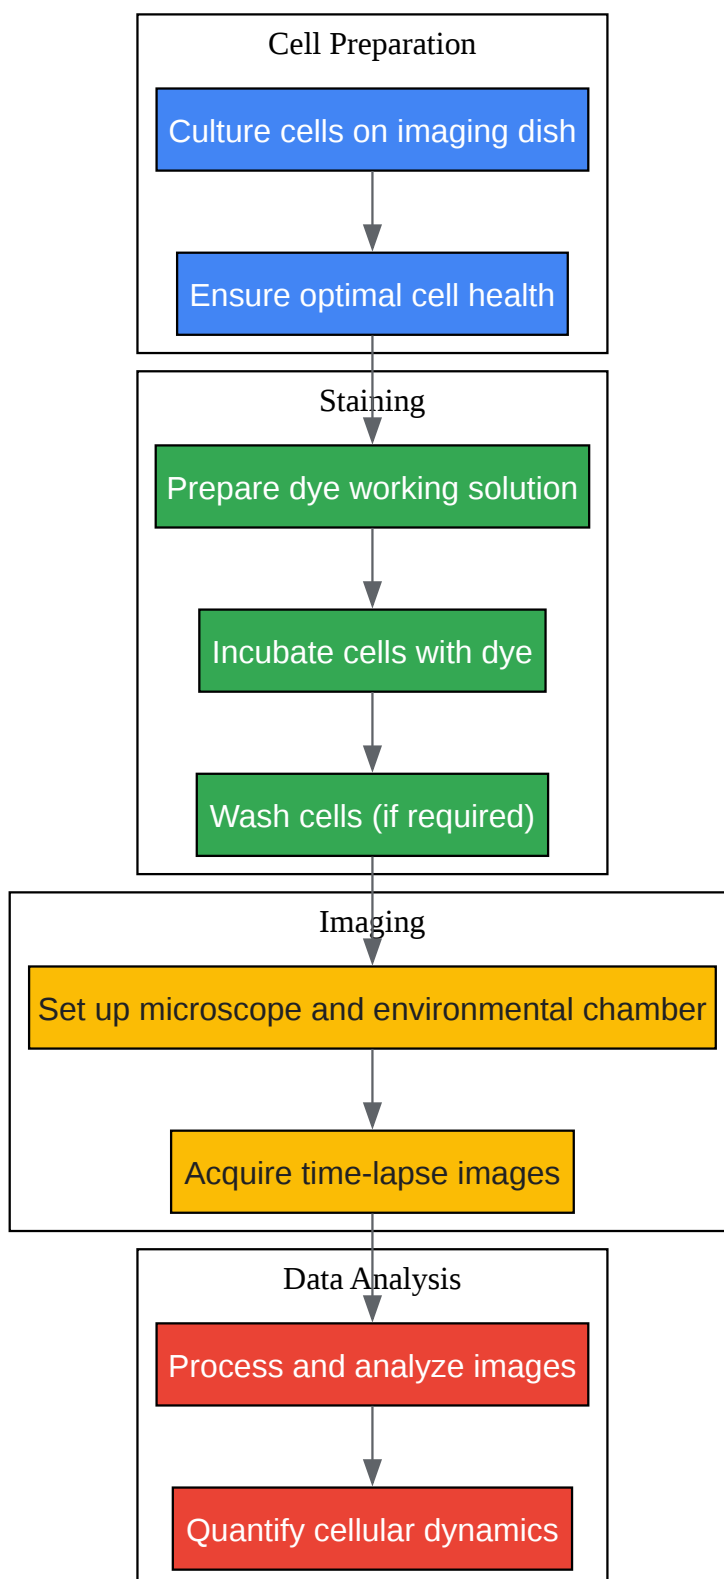 Cell Preparation
Culture cells on imaging dish
Ensure optimal cell health
Staining
Prepare dye working solution
Incubate cells with dye
Wash cells (if required)
Imaging
Set up microscope and environmental chamber
Acquire time-lapse images
Data Analysis
Process and analyze images
Quantify cellular dynamics